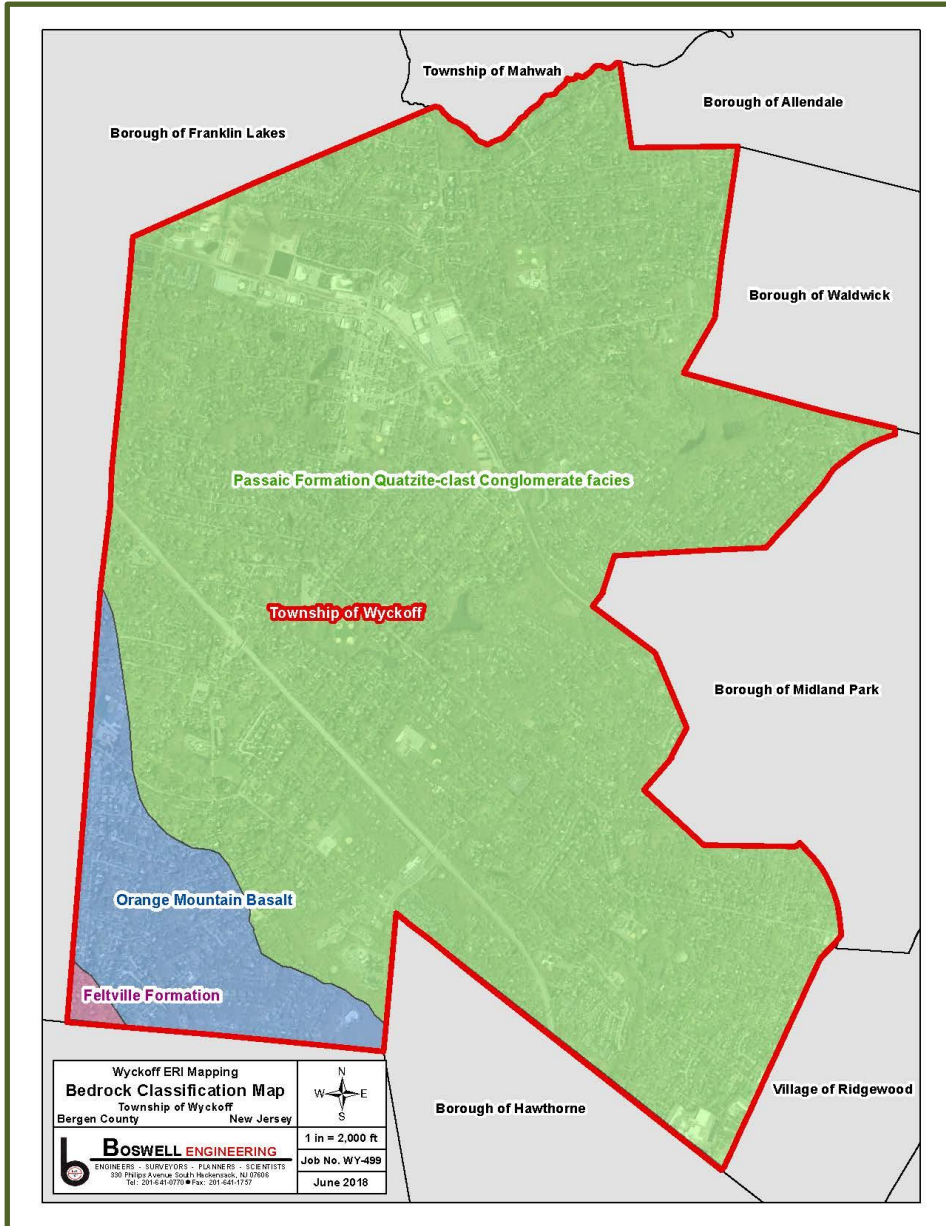 Township of Mahwah
Borough of Allendale
Borough of Franklin Lakes
Borough of Waldwick
Passaic Formation Quatzite-clast Conglomerate facies
Township of Wyckoff
Borough of Midland Park
Orange Mountain Basalt
Feltville Formation
Village of Ridgewood
Borough of Hawthorne
Wyckoff ERI Mapping
Bedrock Classification Map
Township of Wyckoff
Bergen County New Jersey
N
W E
S
b BOSWELL ENGINEERING
ENGINEERS - SURVEYORS - PLANNERS - SCIENTISTS
330 Philips Avenue South Hackensack, NJ 07606
Tel: 201-641-0770 ● Fax: 201-641-1757
1 in = 2,000 ft
Job No. WY-499
June 2018